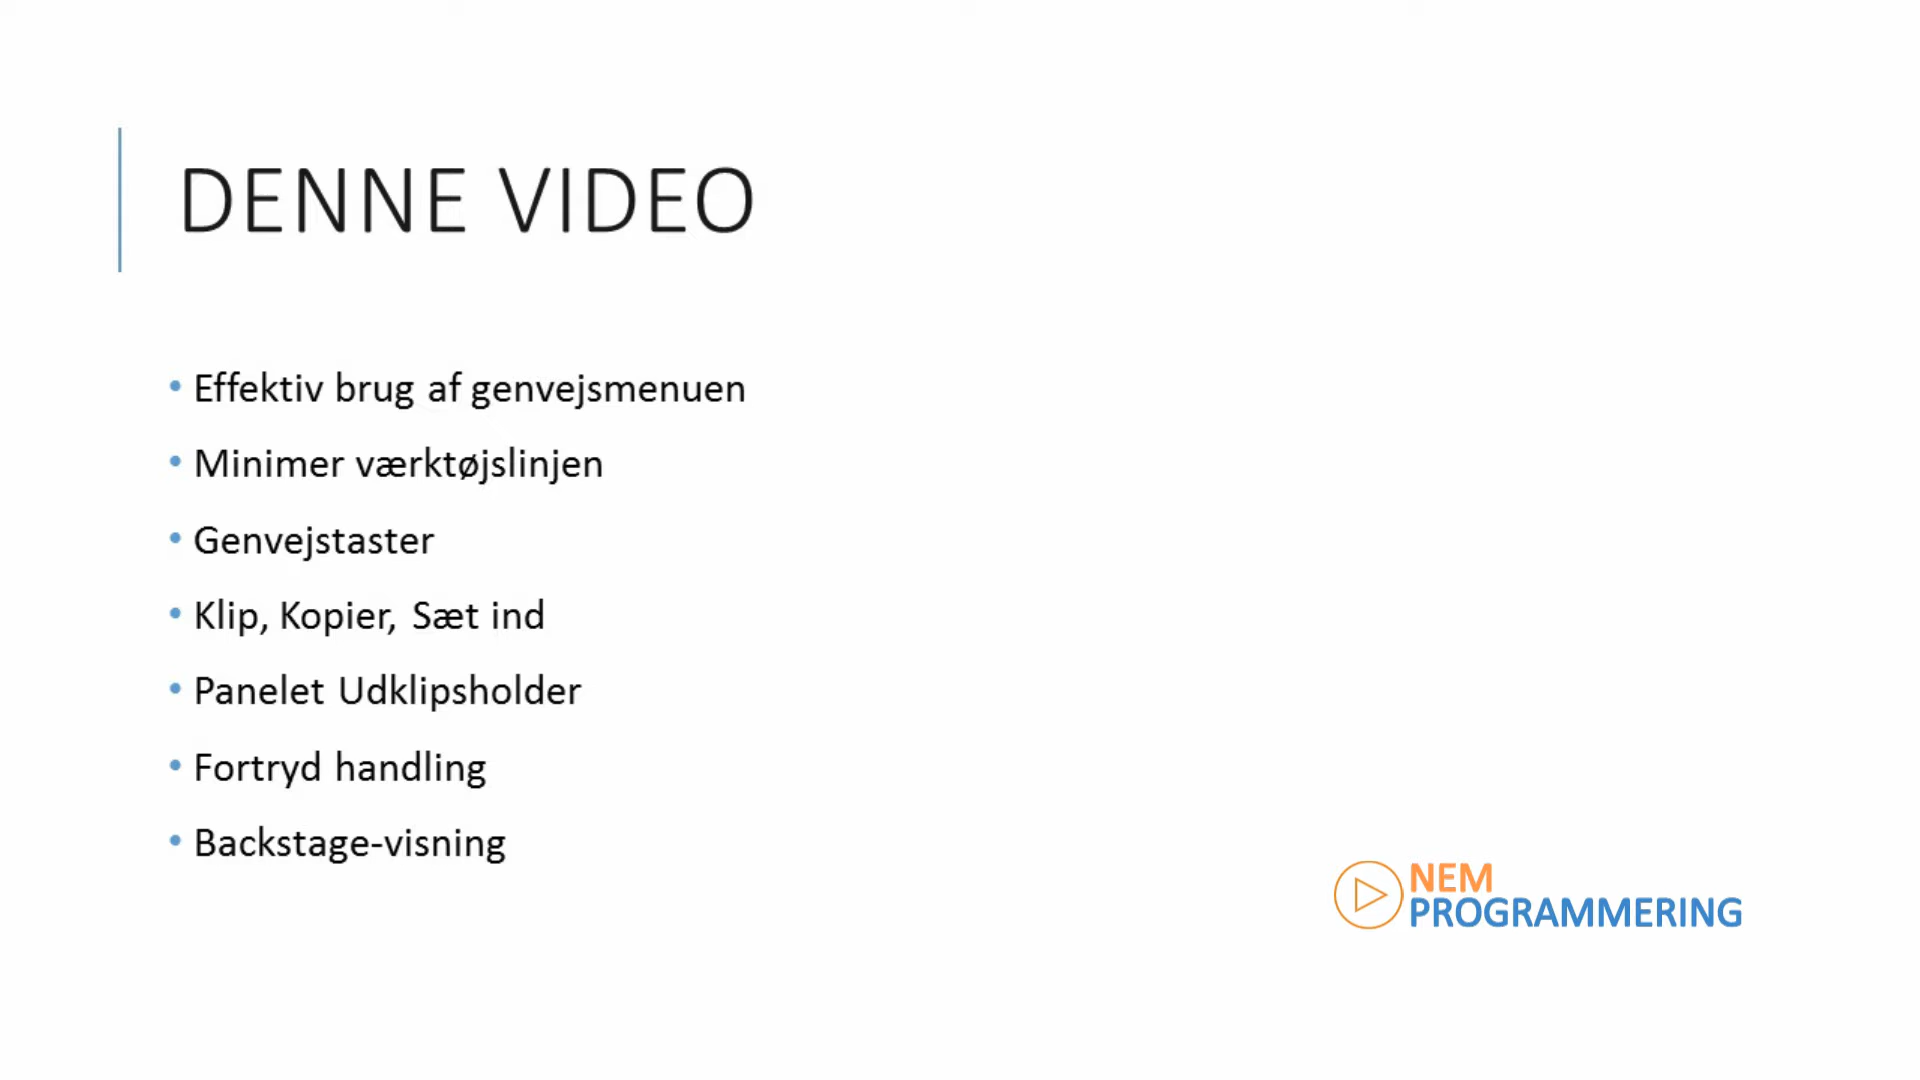 DENNE VIDEO
• Effektiv brug af genvejsmenuen
• Minimer værktøjslinjen
• Genvejstaster
• Klip, Kopier, Sæt ind
• Panelet Udklipsholder
• Fortryd handling
• Backstage-visning
NEM
PROGRAMMERING